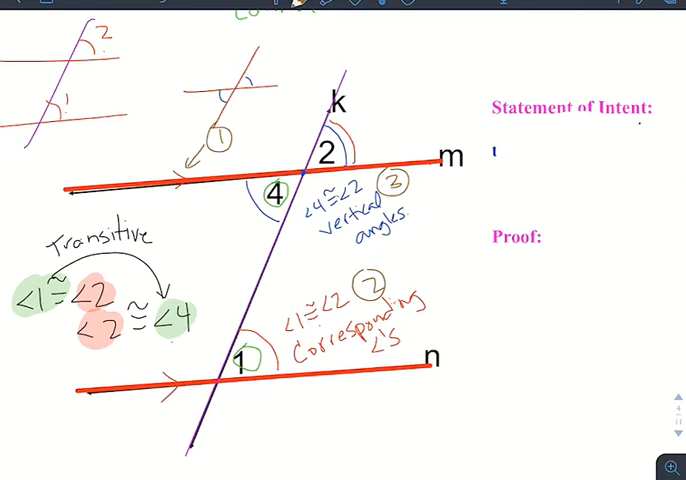 2
1
1
k
2
m
4
3
<4≅<2
vertical
angles.
Transitive
<1≅<2
<2≅<4
<1≅<2 2
Corresponding
<'s
1
n
Statement of Intent:
Proof: